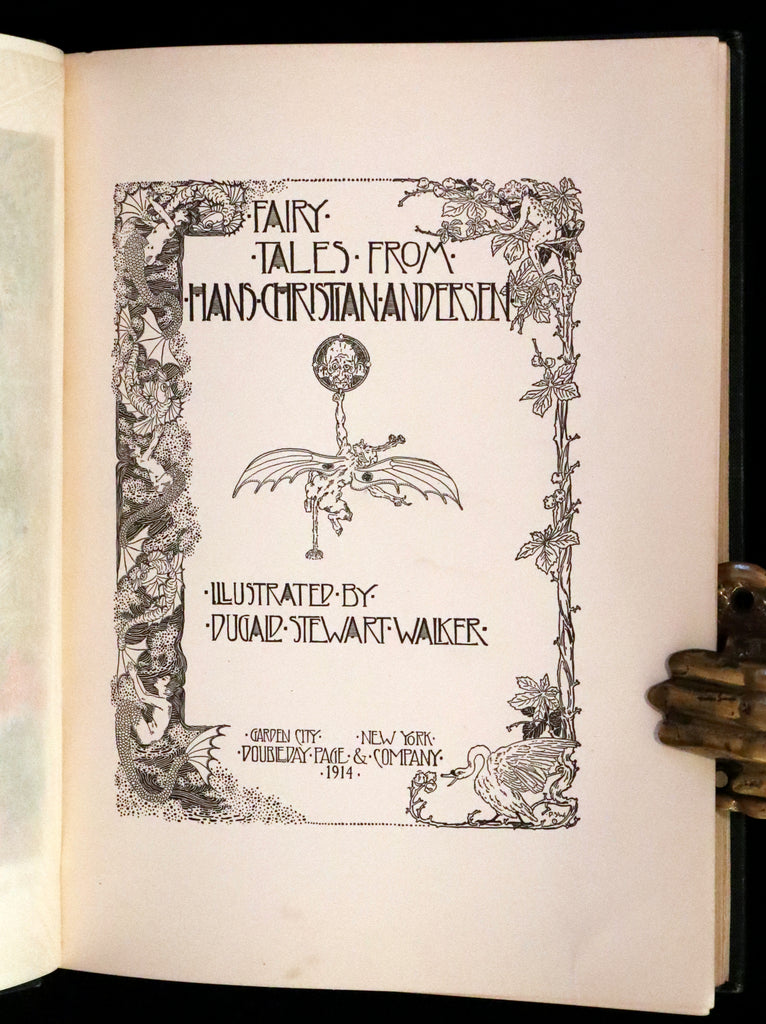 ·FAIRY·
·TALES·FROM·
·HANS·CHRISTIAN·ANDERSEN·
·ILLUSTRATED·BY·
·DUGALD·STEWART·WALKER·
·GARDEN CITY· ·NEW YORK·
·DOUBLEDAY·PAGE·&·COMPANY·
·1914·